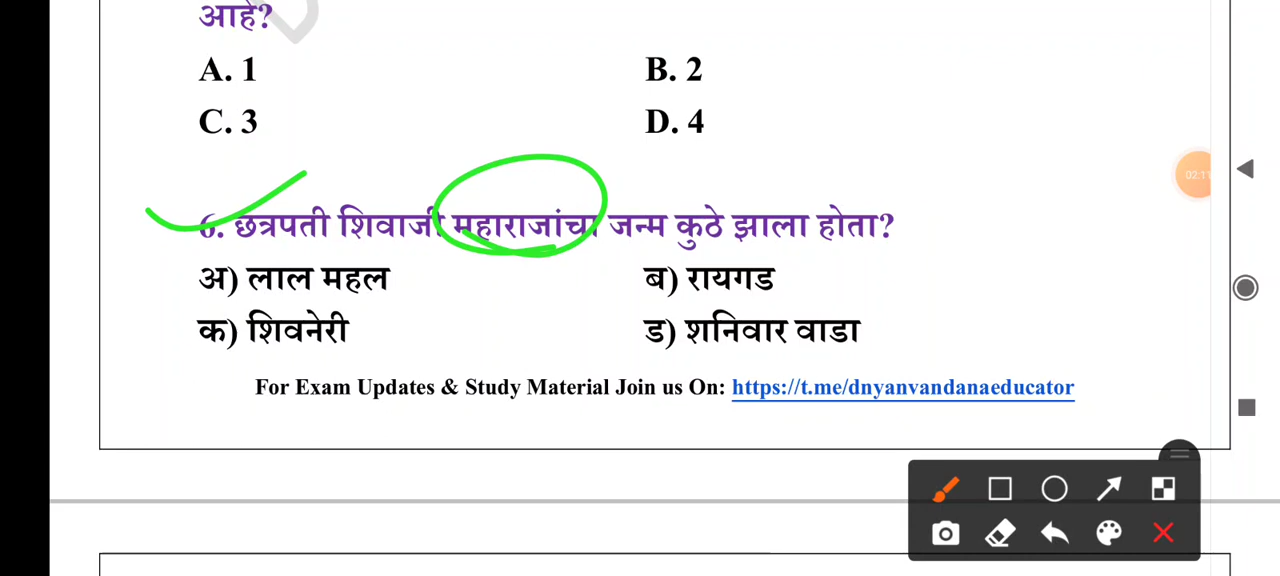 आहे?
A. 1 B. 2
C. 3 D. 4
6. छत्रपती शिवाजी महाराजांचा जन्म कुठे झाला होता?
अ) लाल महल ब) रायगड
क) शिवनेरी ड) शनिवार वाडा
For Exam Updates & Study Material Join us On: https://t.me/dnyanvandanaeducator